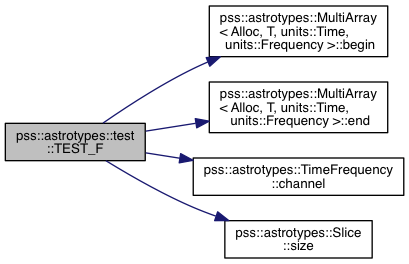 pss::astrotypes::MultiArray
< Alloc, T, units::Time,
units::Frequency >::begin
pss::astrotypes::test
::TEST_F
pss::astrotypes::MultiArray
< Alloc, T, units::Time,
units::Frequency >::end
pss::astrotypes::TimeFrequency
::channel
pss::astrotypes::Slice
::size